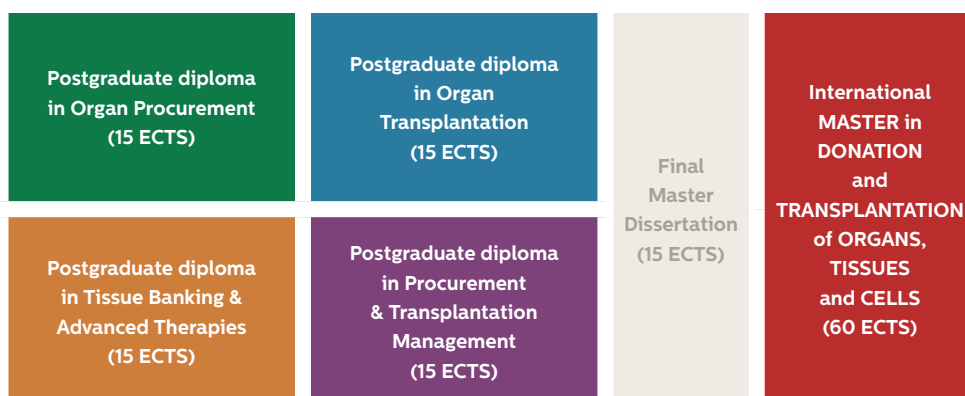 Postgraduate diploma
in Organ Procurement
(15 ECTS)
Postgraduate diploma
in Organ
Transplantation
(15 ECTS)
Postgraduate diploma
in Tissue Banking &
Advanced Therapies
(15 ECTS)
Postgraduate diploma
in Procurement
& Transplantation
Management
(15 ECTS)
Final
Master
Dissertation
(15 ECTS)
International
MASTER in
DONATION
and
TRANSPLANTATION
of ORGANS,
TISSUES
and CELLS
(60 ECTS)